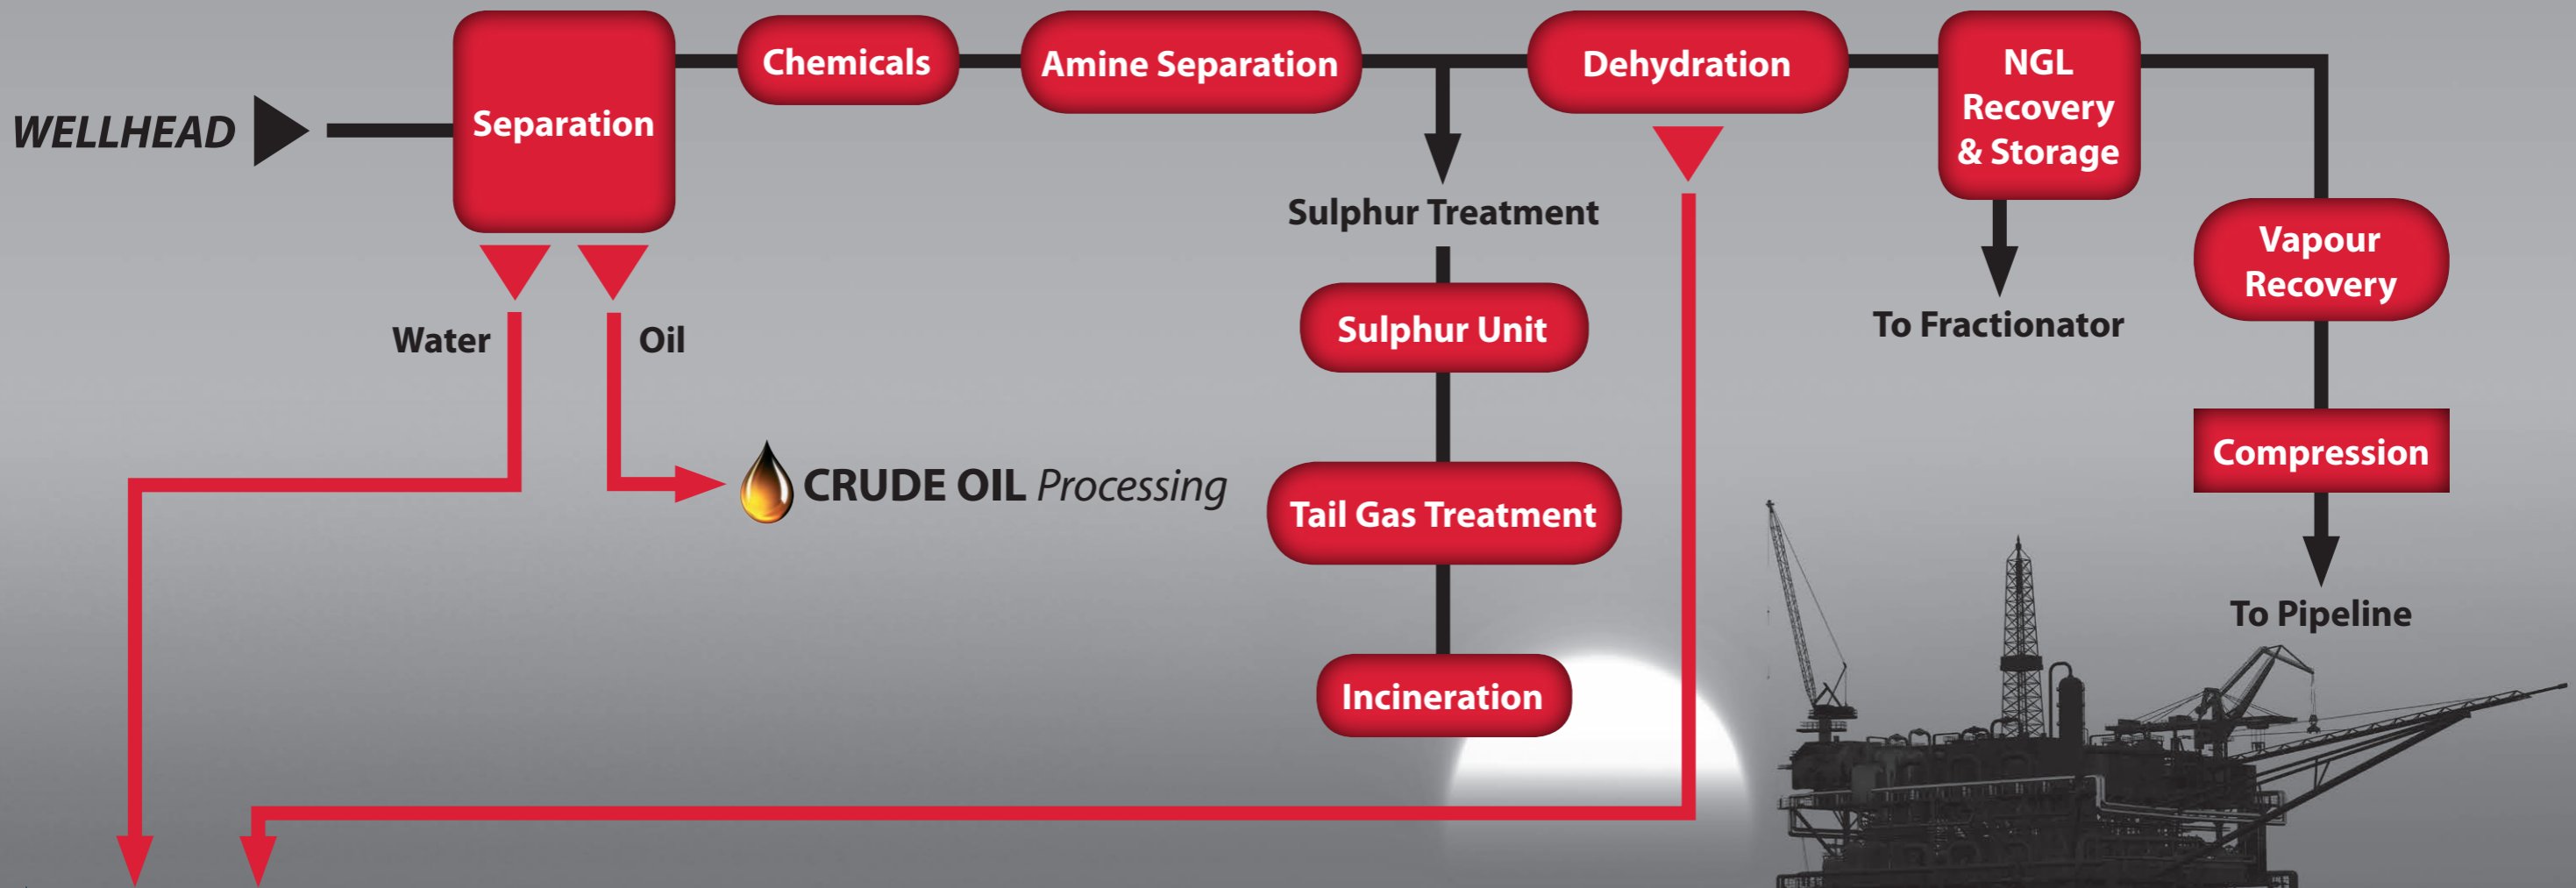 WELLHEAD
Separation
Chemicals
Amine Separation
Dehydration
NGL
Recovery
& Storage
Sulphur Treatment
Vapour
Recovery
Water
Oil
Sulphur Unit
To Fractionator
CRUDE OIL Processing
Tail Gas Treatment
Compression
To Pipeline
Incineration